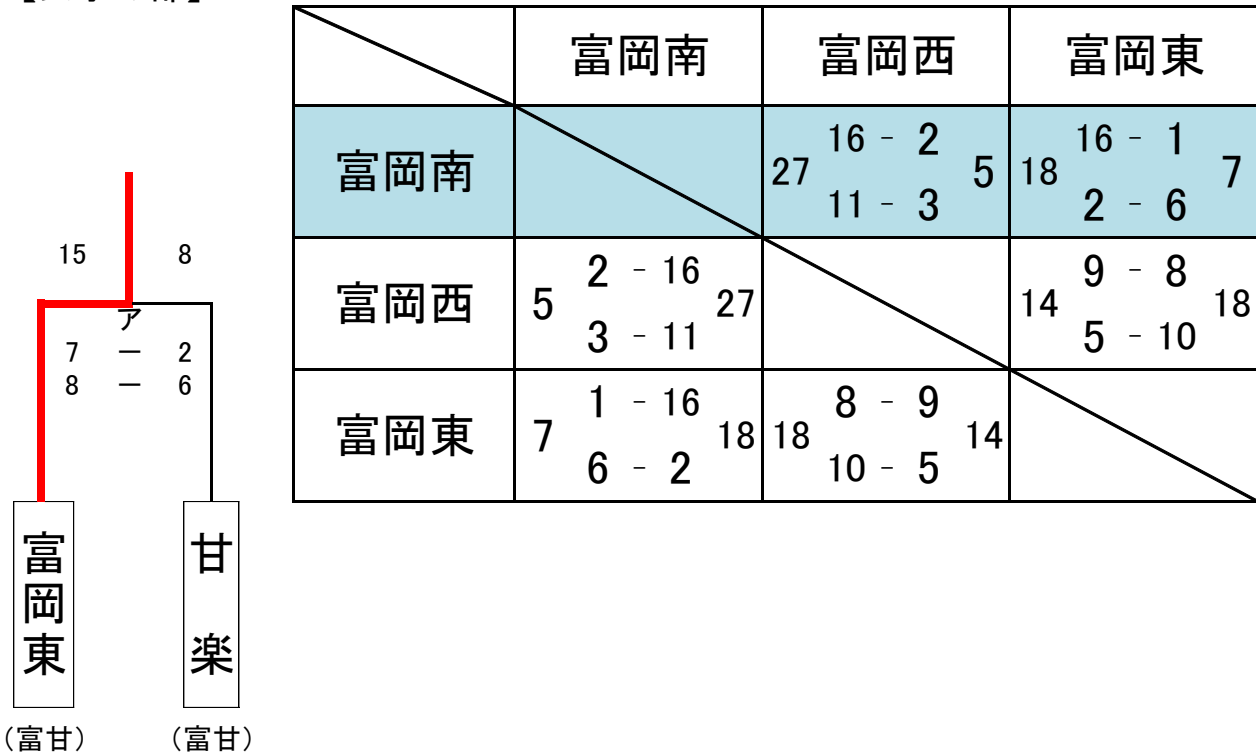 富岡南 富岡西 富岡東
富岡南 27 16 - 2 5 18 16 - 1 7
11 - 3 2 - 6
富岡西 5 2 - 16 27 14 9 - 8 18
3 - 11 5 - 10
富岡東 7 1 - 16 18 18 8 - 9 14
6 - 2 10 - 5
15 8
ア
7 ー 2
8 ー 6
富岡東 甘楽
(富甘) (富甘)